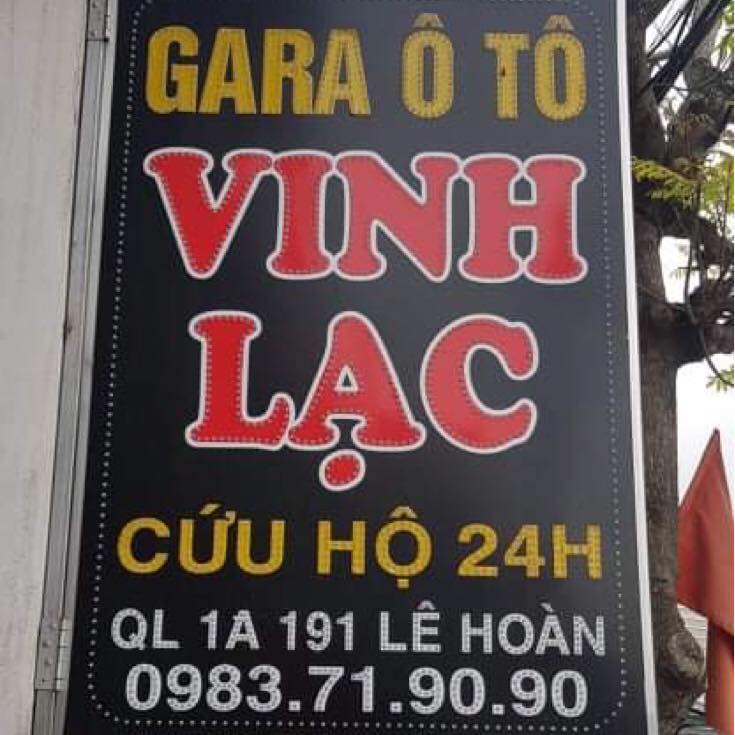 GARA Ô TÔ
VINH
LẠC
CỨU HỘ 24H
QL 1A 191 LÊ HOÀN
0983.71.90.90